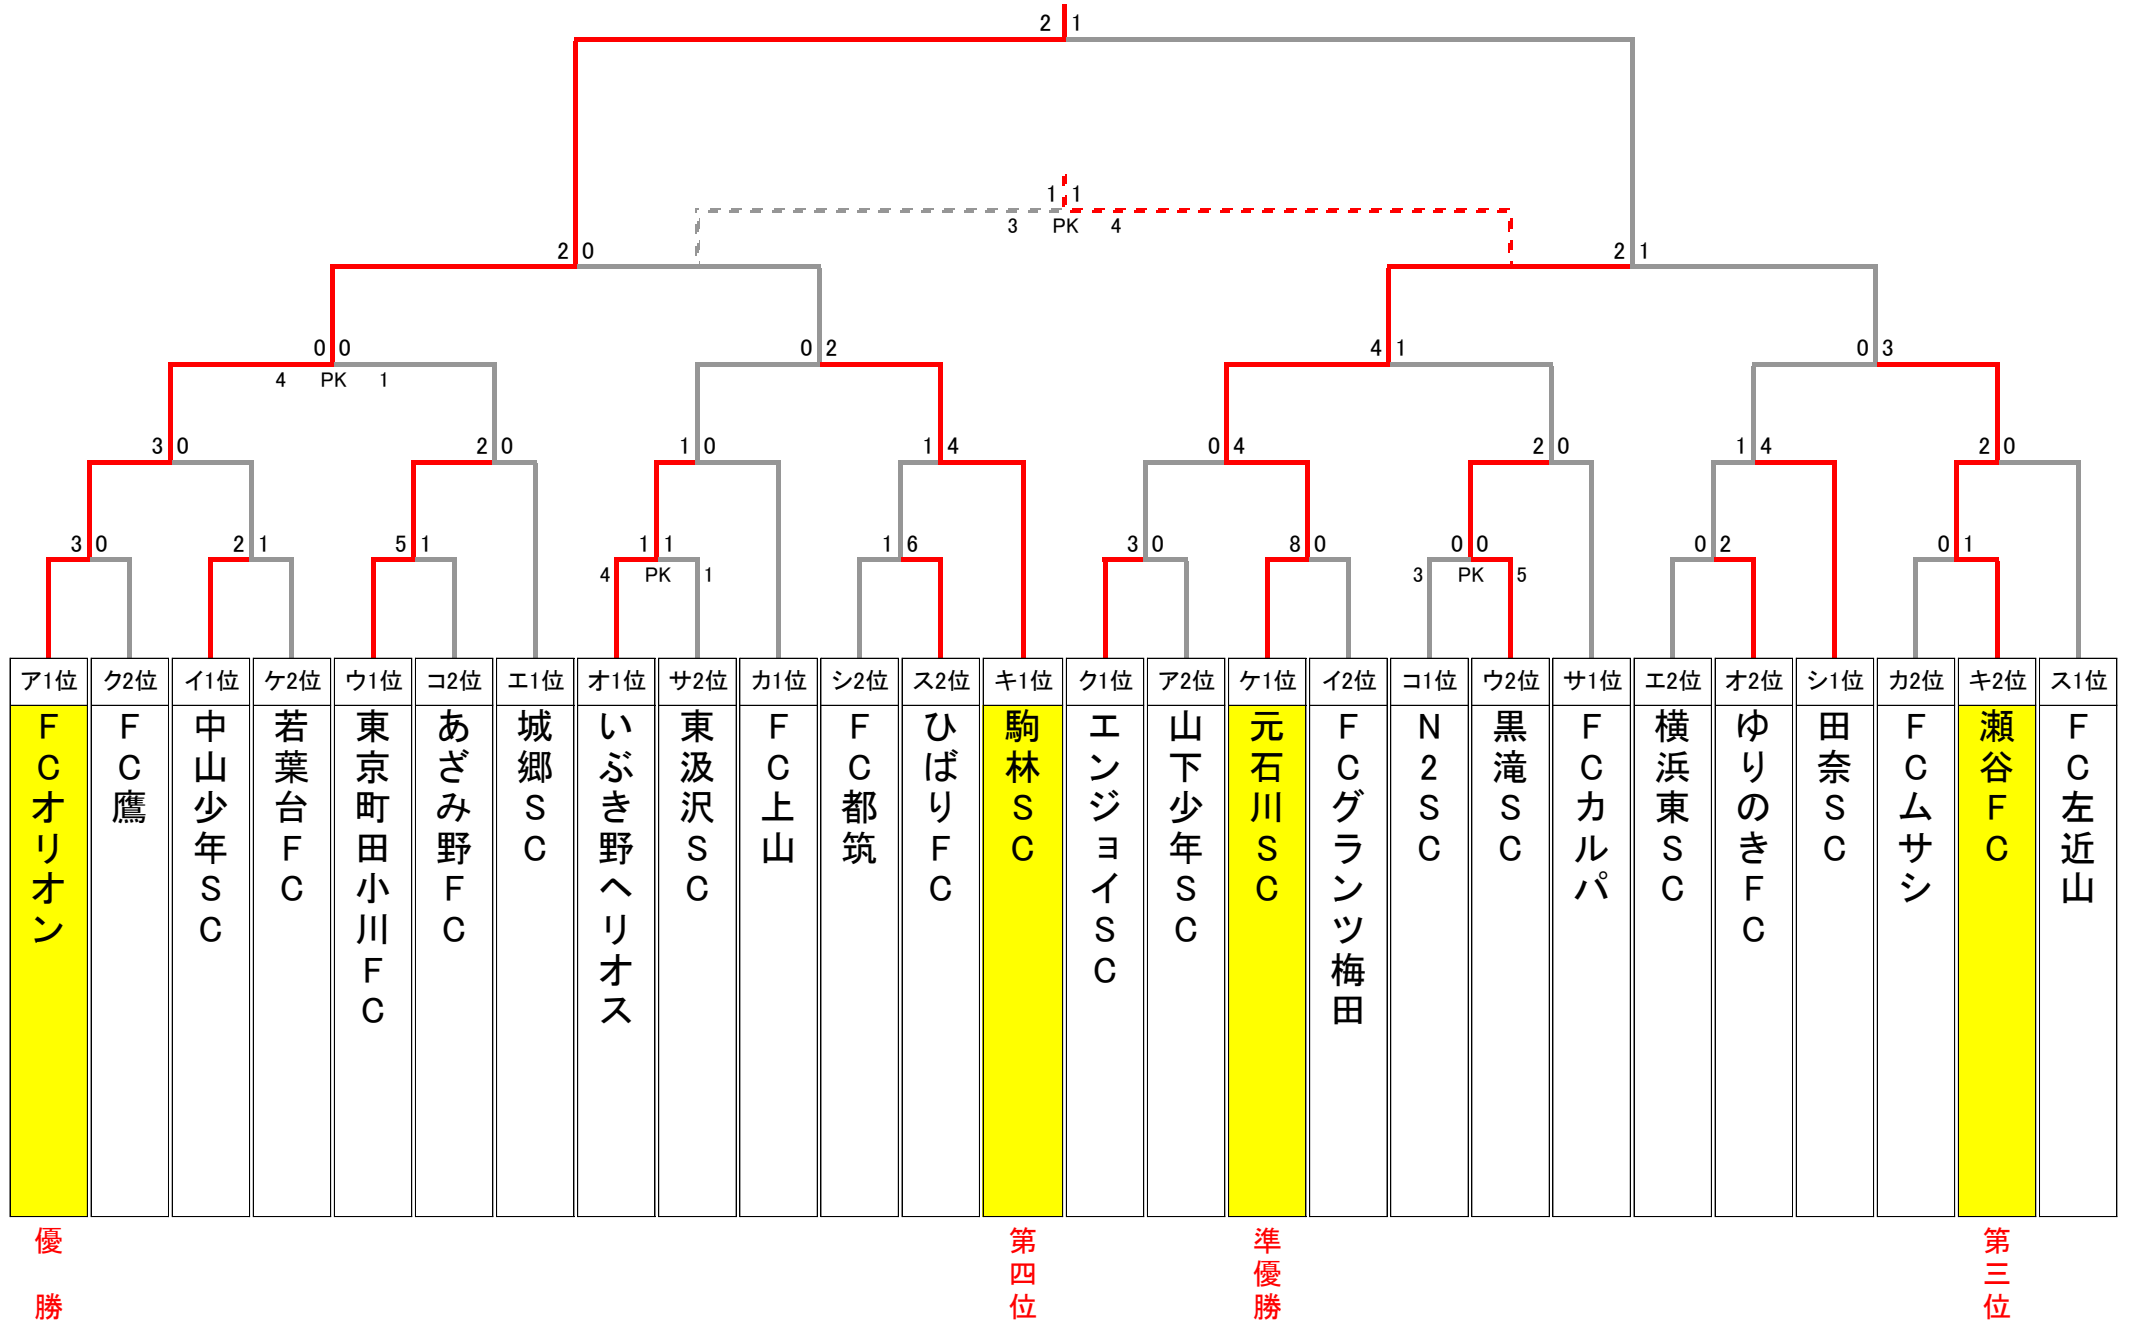 2 1
1 1
3 PK 4
2 0
2 1
0 0
0 2
4 1
0 3
4 PK 1
3 0
2 0
1 0
1 4
0 4
2 0
1 4
2 0
3 0
2 1
5 1
1 1
1 6
3 0
8 0
0 0
0 2
0 1
4 PK 1
3 PK 5
ア1位
ク2位
イ1位
ケ2位
ウ1位
コ2位
エ1位
オ1位
サ2位
カ1位
シ2位
ス2位
キ1位
ク1位
ア2位
ケ1位
イ2位
コ1位
ウ2位
サ1位
エ2位
オ2位
シ1位
カ2位
キ2位
ス1位
FCオリオン
FC鷹
中山少年SC
若葉台FC
東京町田小川FC
あざみ野FC
城郷SC
いぶき野ヘリオス
東汲沢SC
FC上山
FC都筑
ひばりFC
駒林SC
エンジョイSC
山下少年SC
元石川SC
FCグランツ梅田
N2SC
黒滝SC
FCカルパ
横浜東SC
ゆりのきFC
田奈SC
FCムサシ
瀬谷FC
FC左近山
優勝
第四位
準優勝
第三位